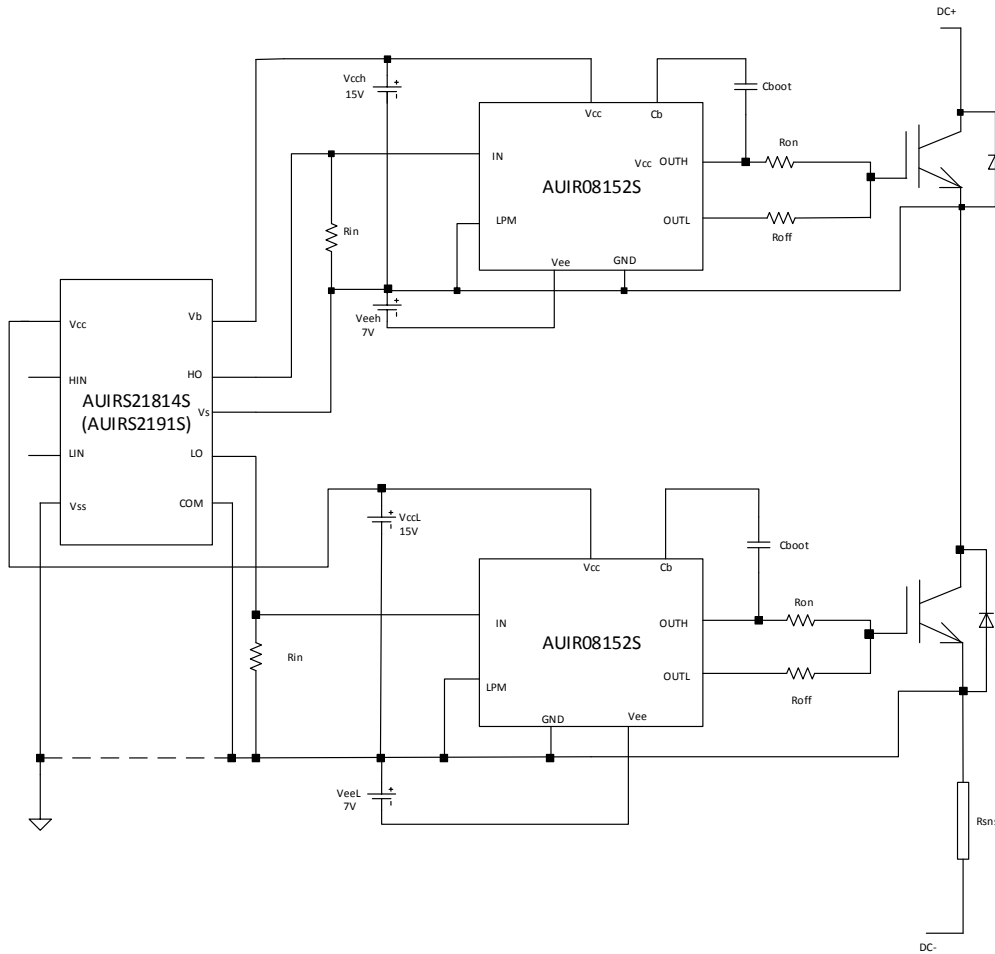 DC+
Vcch
15V
Cboot
Vcc
Cb
Ron
IN
Vcc
OUTH
AUIR08152S
LPM
OUTL
Rin
Roff
Vee
GND
Veeh
7V
Vcc
Vb
HIN
HO
AUIRS21814S
(AUIRS2191S)
Vs
LIN
LO
Vss
COM
VccL
15V
Cboot
Vcc
Cb
Ron
IN
OUTH
AUIR08152S
Rin
LPM
OUTL
Roff
GND
Vee
VeeL
7V
Rsns
DC-